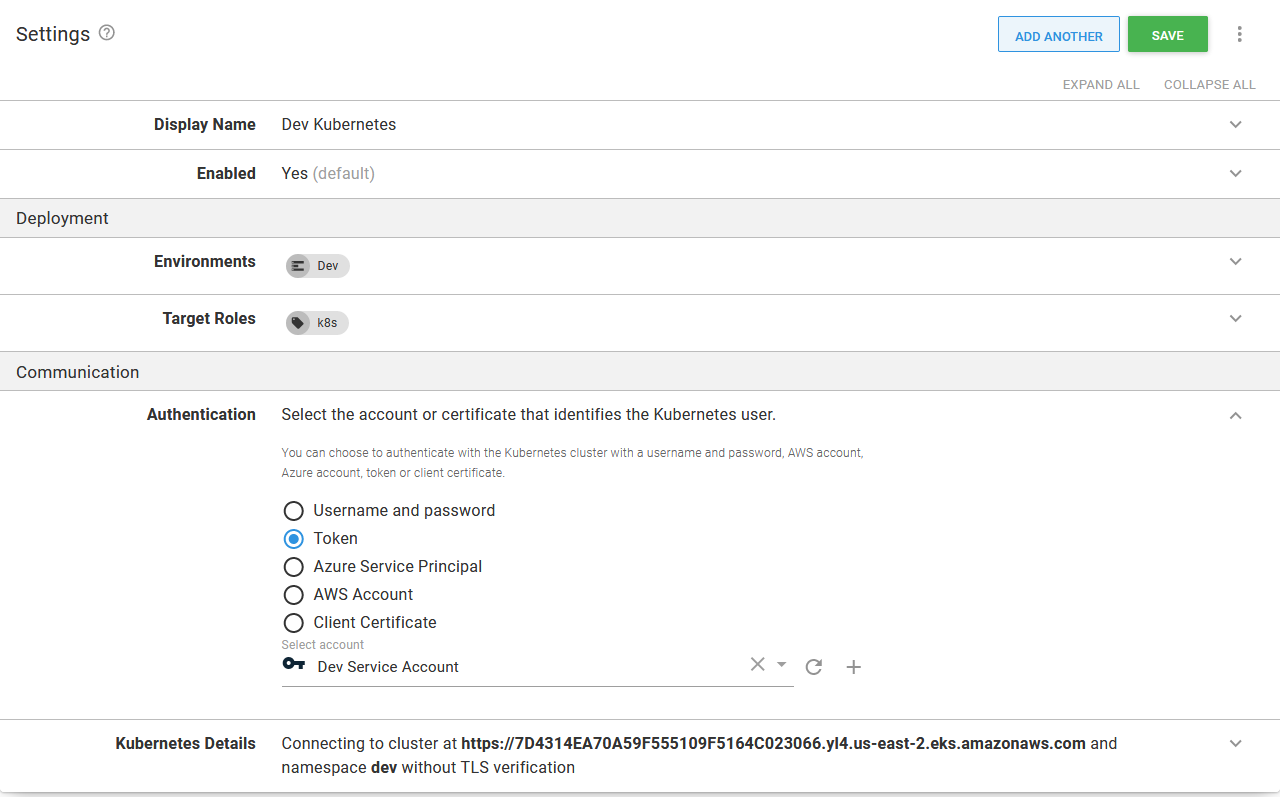 Settings
ADD ANOTHER
SAVE
EXPAND ALL
COLLAPSE ALL
Display Name
Dev Kubernetes
Enabled
Yes (default)
Deployment
Environments
Dev
Target Roles
k8s
Communication
Authentication
Select the account or certificate that identifies the Kubernetes user.
You can choose to authenticate with the Kubernetes cluster with a username and password, AWS account,
Azure account, token or client certificate.
Username and password
Token
Azure Service Principal
AWS Account
Client Certificate
Select account
Dev Service Account
Kubernetes Details
Connecting to cluster at https://7D4314EA70A59F555109F5164C023066.yl4.us-east-2.eks.amazonaws.com and
namespace dev without TLS verification